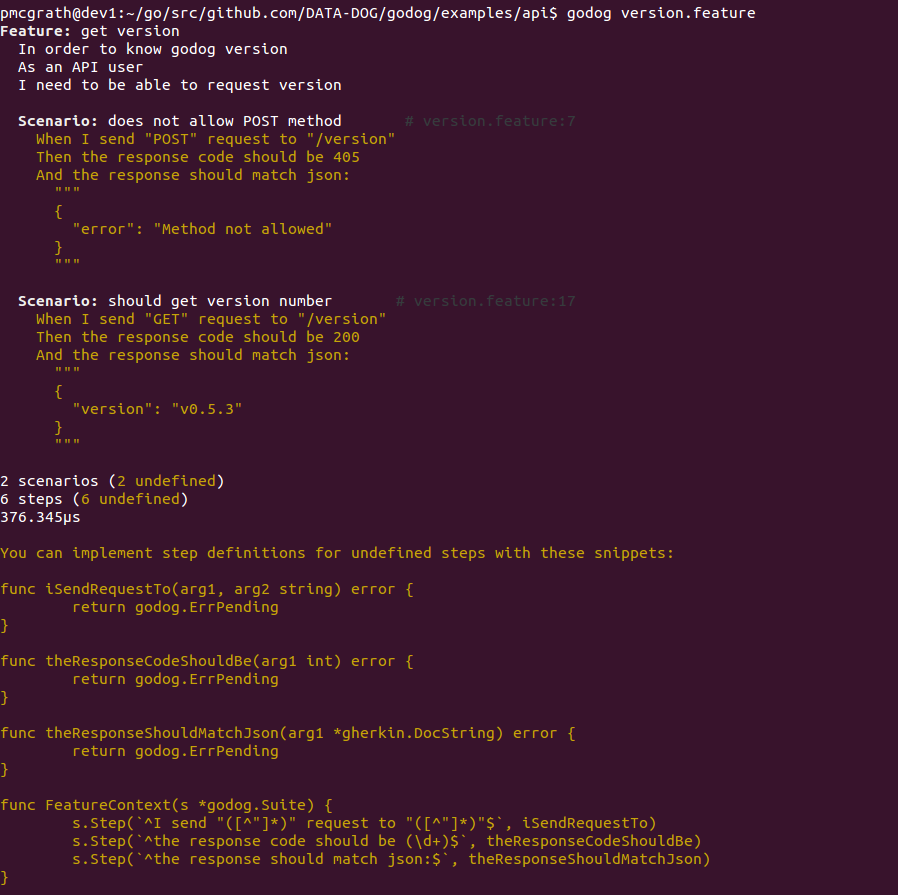 pmcgrath@dev1:~/go/src/github.com/DATA-DOG/godog/examples/api$ godog version.feature
Feature: get version
  In order to know godog version
  As an API user
  I need to be able to request version

  Scenario: does not allow POST method       # version.feature:7
    When I send "POST" request to "/version"
    Then the response code should be 405
    And the response should match json:
      """
      {
        "error": "Method not allowed"
      }
      """

  Scenario: should get version number       # version.feature:17
    When I send "GET" request to "/version"
    Then the response code should be 200
    And the response should match json:
      """
      {
        "version": "v0.5.3"
      }
      """

2 scenarios (2 undefined)
6 steps (6 undefined)
376.345µs

You can implement step definitions for undefined steps with these snippets:

func iSendRequestTo(arg1, arg2 string) error {
        return godog.ErrPending
}

func theResponseCodeShouldBe(arg1 int) error {
        return godog.ErrPending
}

func theResponseShouldMatchJson(arg1 *gherkin.DocString) error {
        return godog.ErrPending
}

func FeatureContext(s *godog.Suite) {
        s.Step(`^I send "([^"]*)" request to "([^"]*)"$`, iSendRequestTo)
        s.Step(`^the response code should be (\d+)$`, theResponseCodeShouldBe)
        s.Step(`^the response should match json:$`, theResponseShouldMatchJson)
}